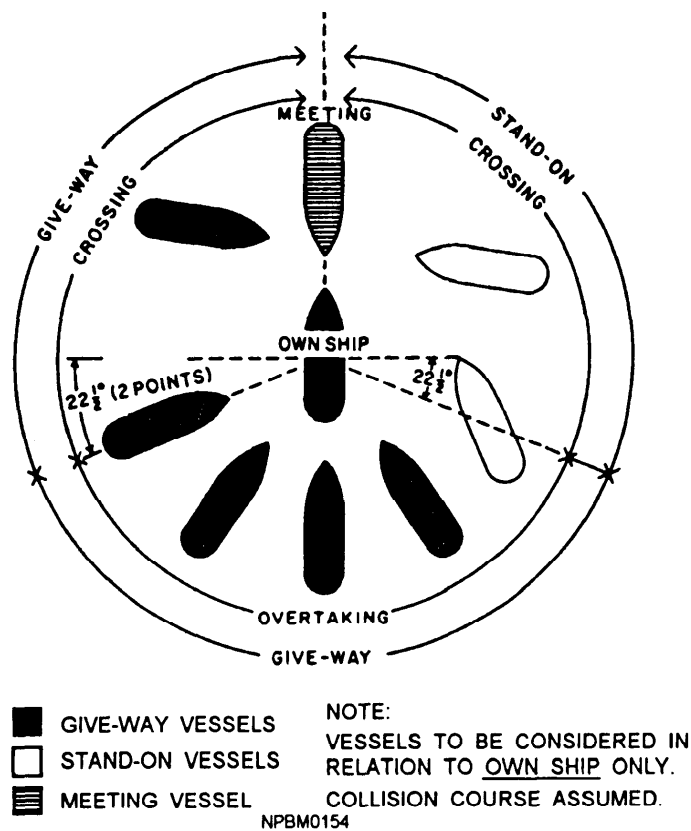 MEETING
GIVE-WAY
CROSSING
STAND-ON
CROSSING
OWN SHIP
22½° (2 POINTS)
22½°
OVERTAKING
GIVE-WAY
GIVE-WAY VESSELS
STAND-ON VESSELS
MEETING VESSEL
NOTE:
VESSELS TO BE CONSIDERED IN
RELATION TO OWN SHIP ONLY.
COLLISION COURSE ASSUMED.
NPBM0154